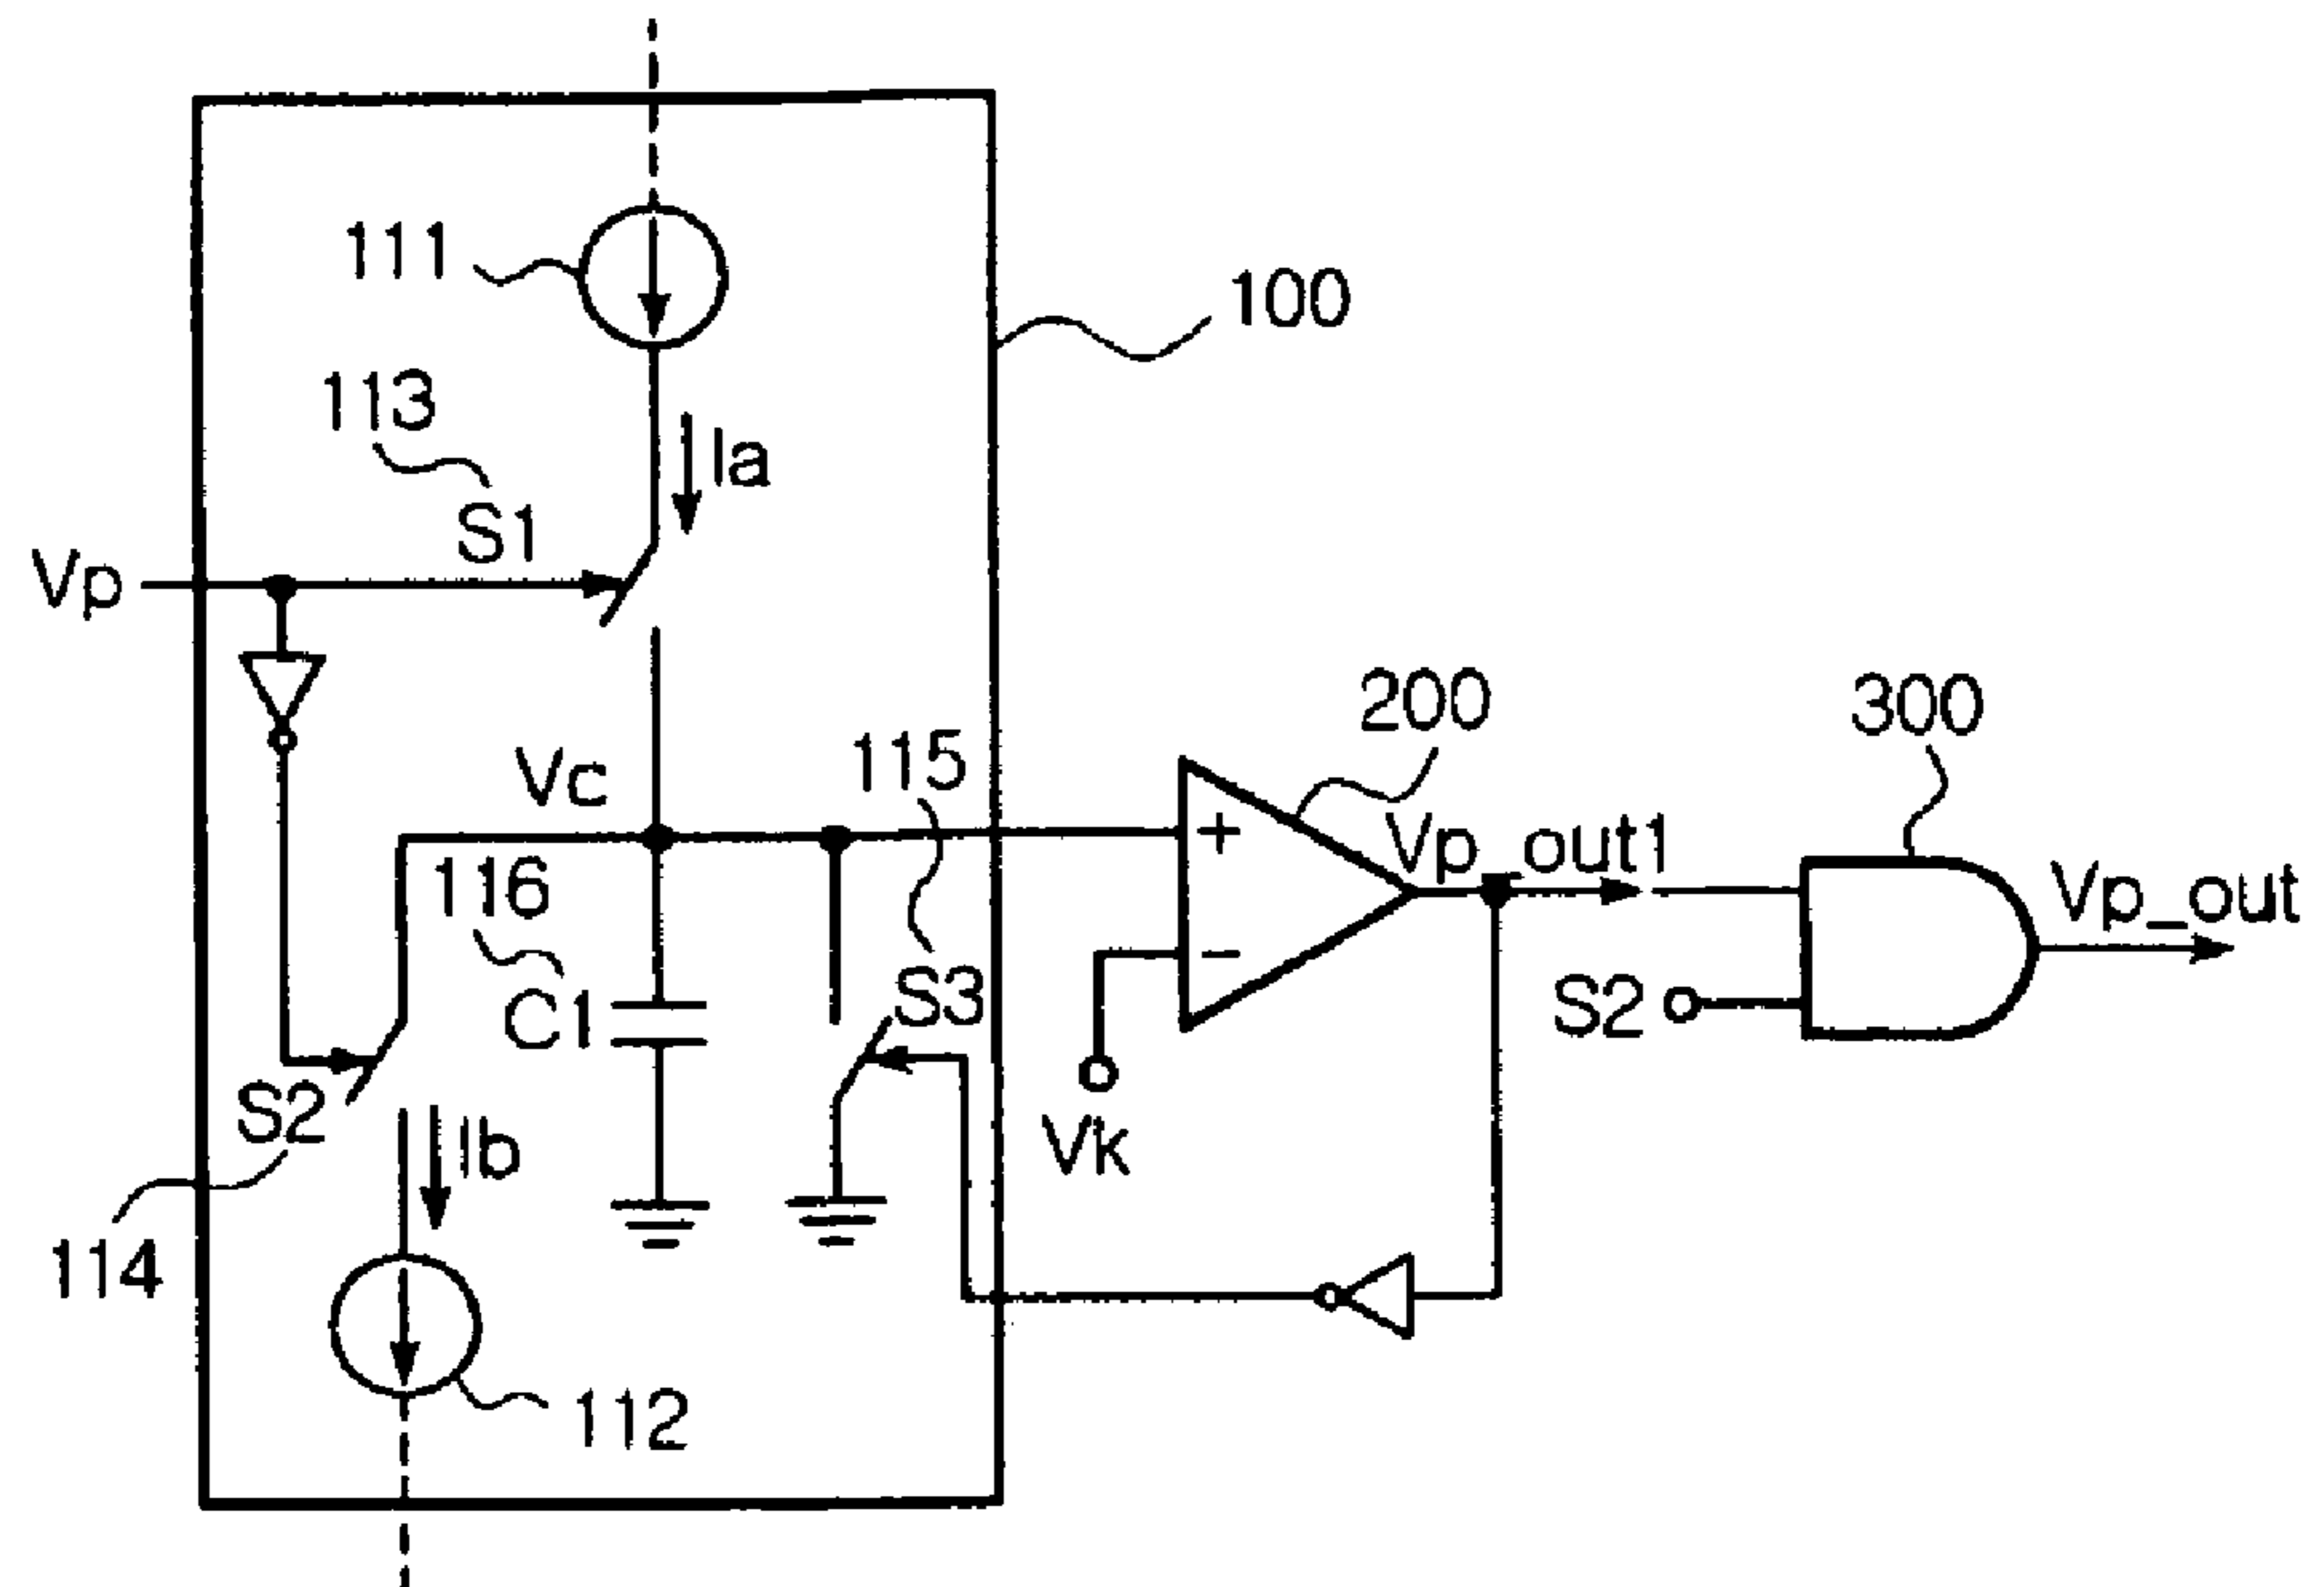 111
100
113
Ia
S1
Vp
200
300
Vc
115
Vp_out1
Vp_out
116
+
−
S3
C1
S2
S2
Ib
Vk
114
112